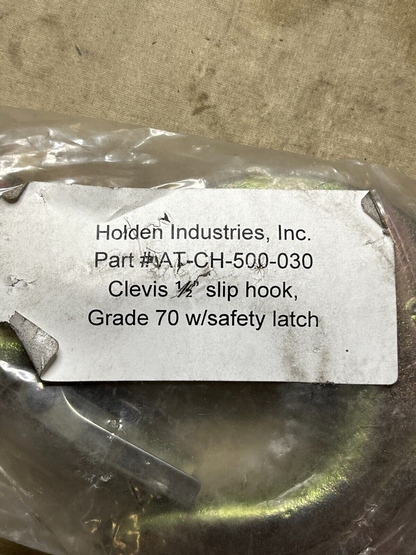 Holden Industries, Inc.
Part #\AT-CH-500-030
Clevis ½" slip hook,
Grade 70 w/safety latch